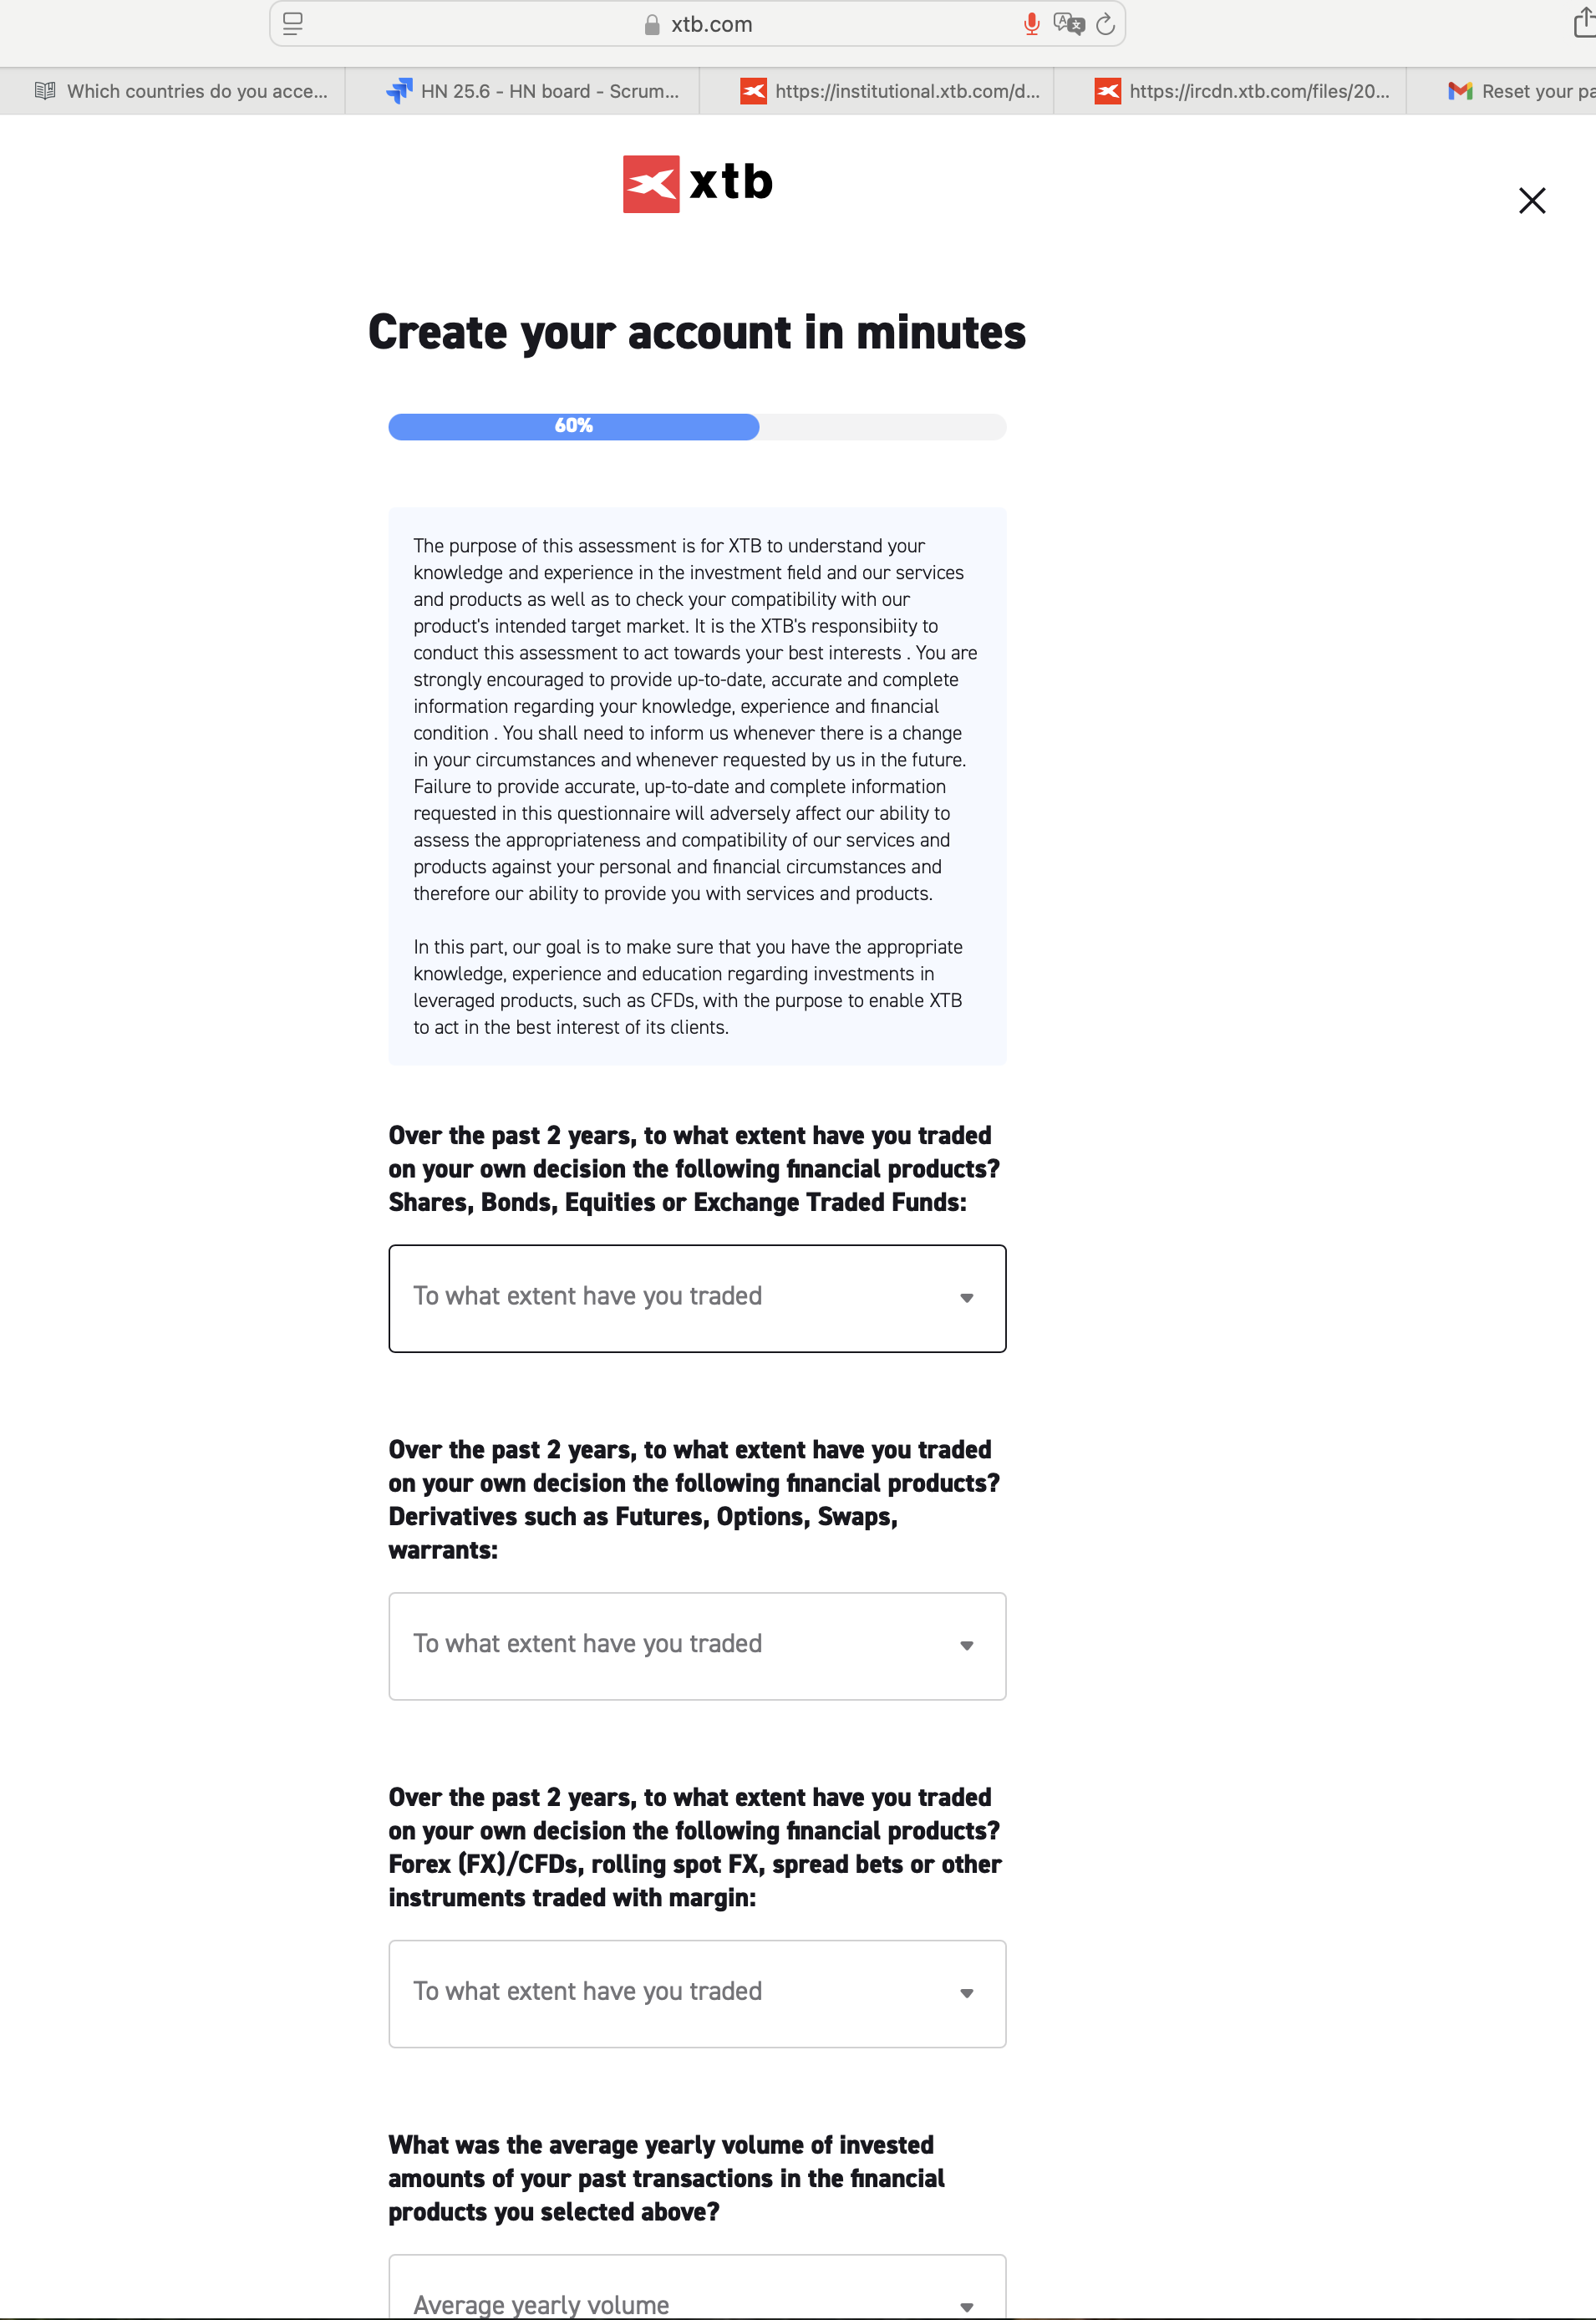 xtb.com
Which countries do you acce...
HN 25.6 - HN board - Scrum...
https://institutional.xtb.com/d...
https://ircdn.xtb.com/files/20...
Reset your pa
xtb
Create your account in minutes
60%
The purpose of this assessment is for XTB to understand your
knowledge and experience in the investment field and our services
and products as well as to check your compatibility with our
product's intended target market. It is the XTB's responsibiity to
conduct this assessment to act towards your best interests . You are
strongly encouraged to provide up-to-date, accurate and complete
information regarding your knowledge, experience and financial
condition . You shall need to inform us whenever there is a change
in your circumstances and whenever requested by us in the future.
Failure to provide accurate, up-to-date and complete information
requested in this questionnaire will adversely affect our ability to
assess the appropriateness and compatibility of our services and
products against your personal and financial circumstances and
therefore our ability to provide you with services and products.
In this part, our goal is to make sure that you have the appropriate
knowledge, experience and education regarding investments in
leveraged products, such as CFDs, with the purpose to enable XTB
to act in the best interest of its clients.
Over the past 2 years, to what extent have you traded
on your own decision the following financial products?
Shares, Bonds, Equities or Exchange Traded Funds:
To what extent have you traded
Over the past 2 years, to what extent have you traded
on your own decision the following financial products?
Derivatives such as Futures, Options, Swaps,
warrants:
To what extent have you traded
Over the past 2 years, to what extent have you traded
on your own decision the following financial products?
Forex (FX)/CFDs, rolling spot FX, spread bets or other
instruments traded with margin:
To what extent have you traded
What was the average yearly volume of invested
amounts of your past transactions in the financial
products you selected above?
Average yearly volume